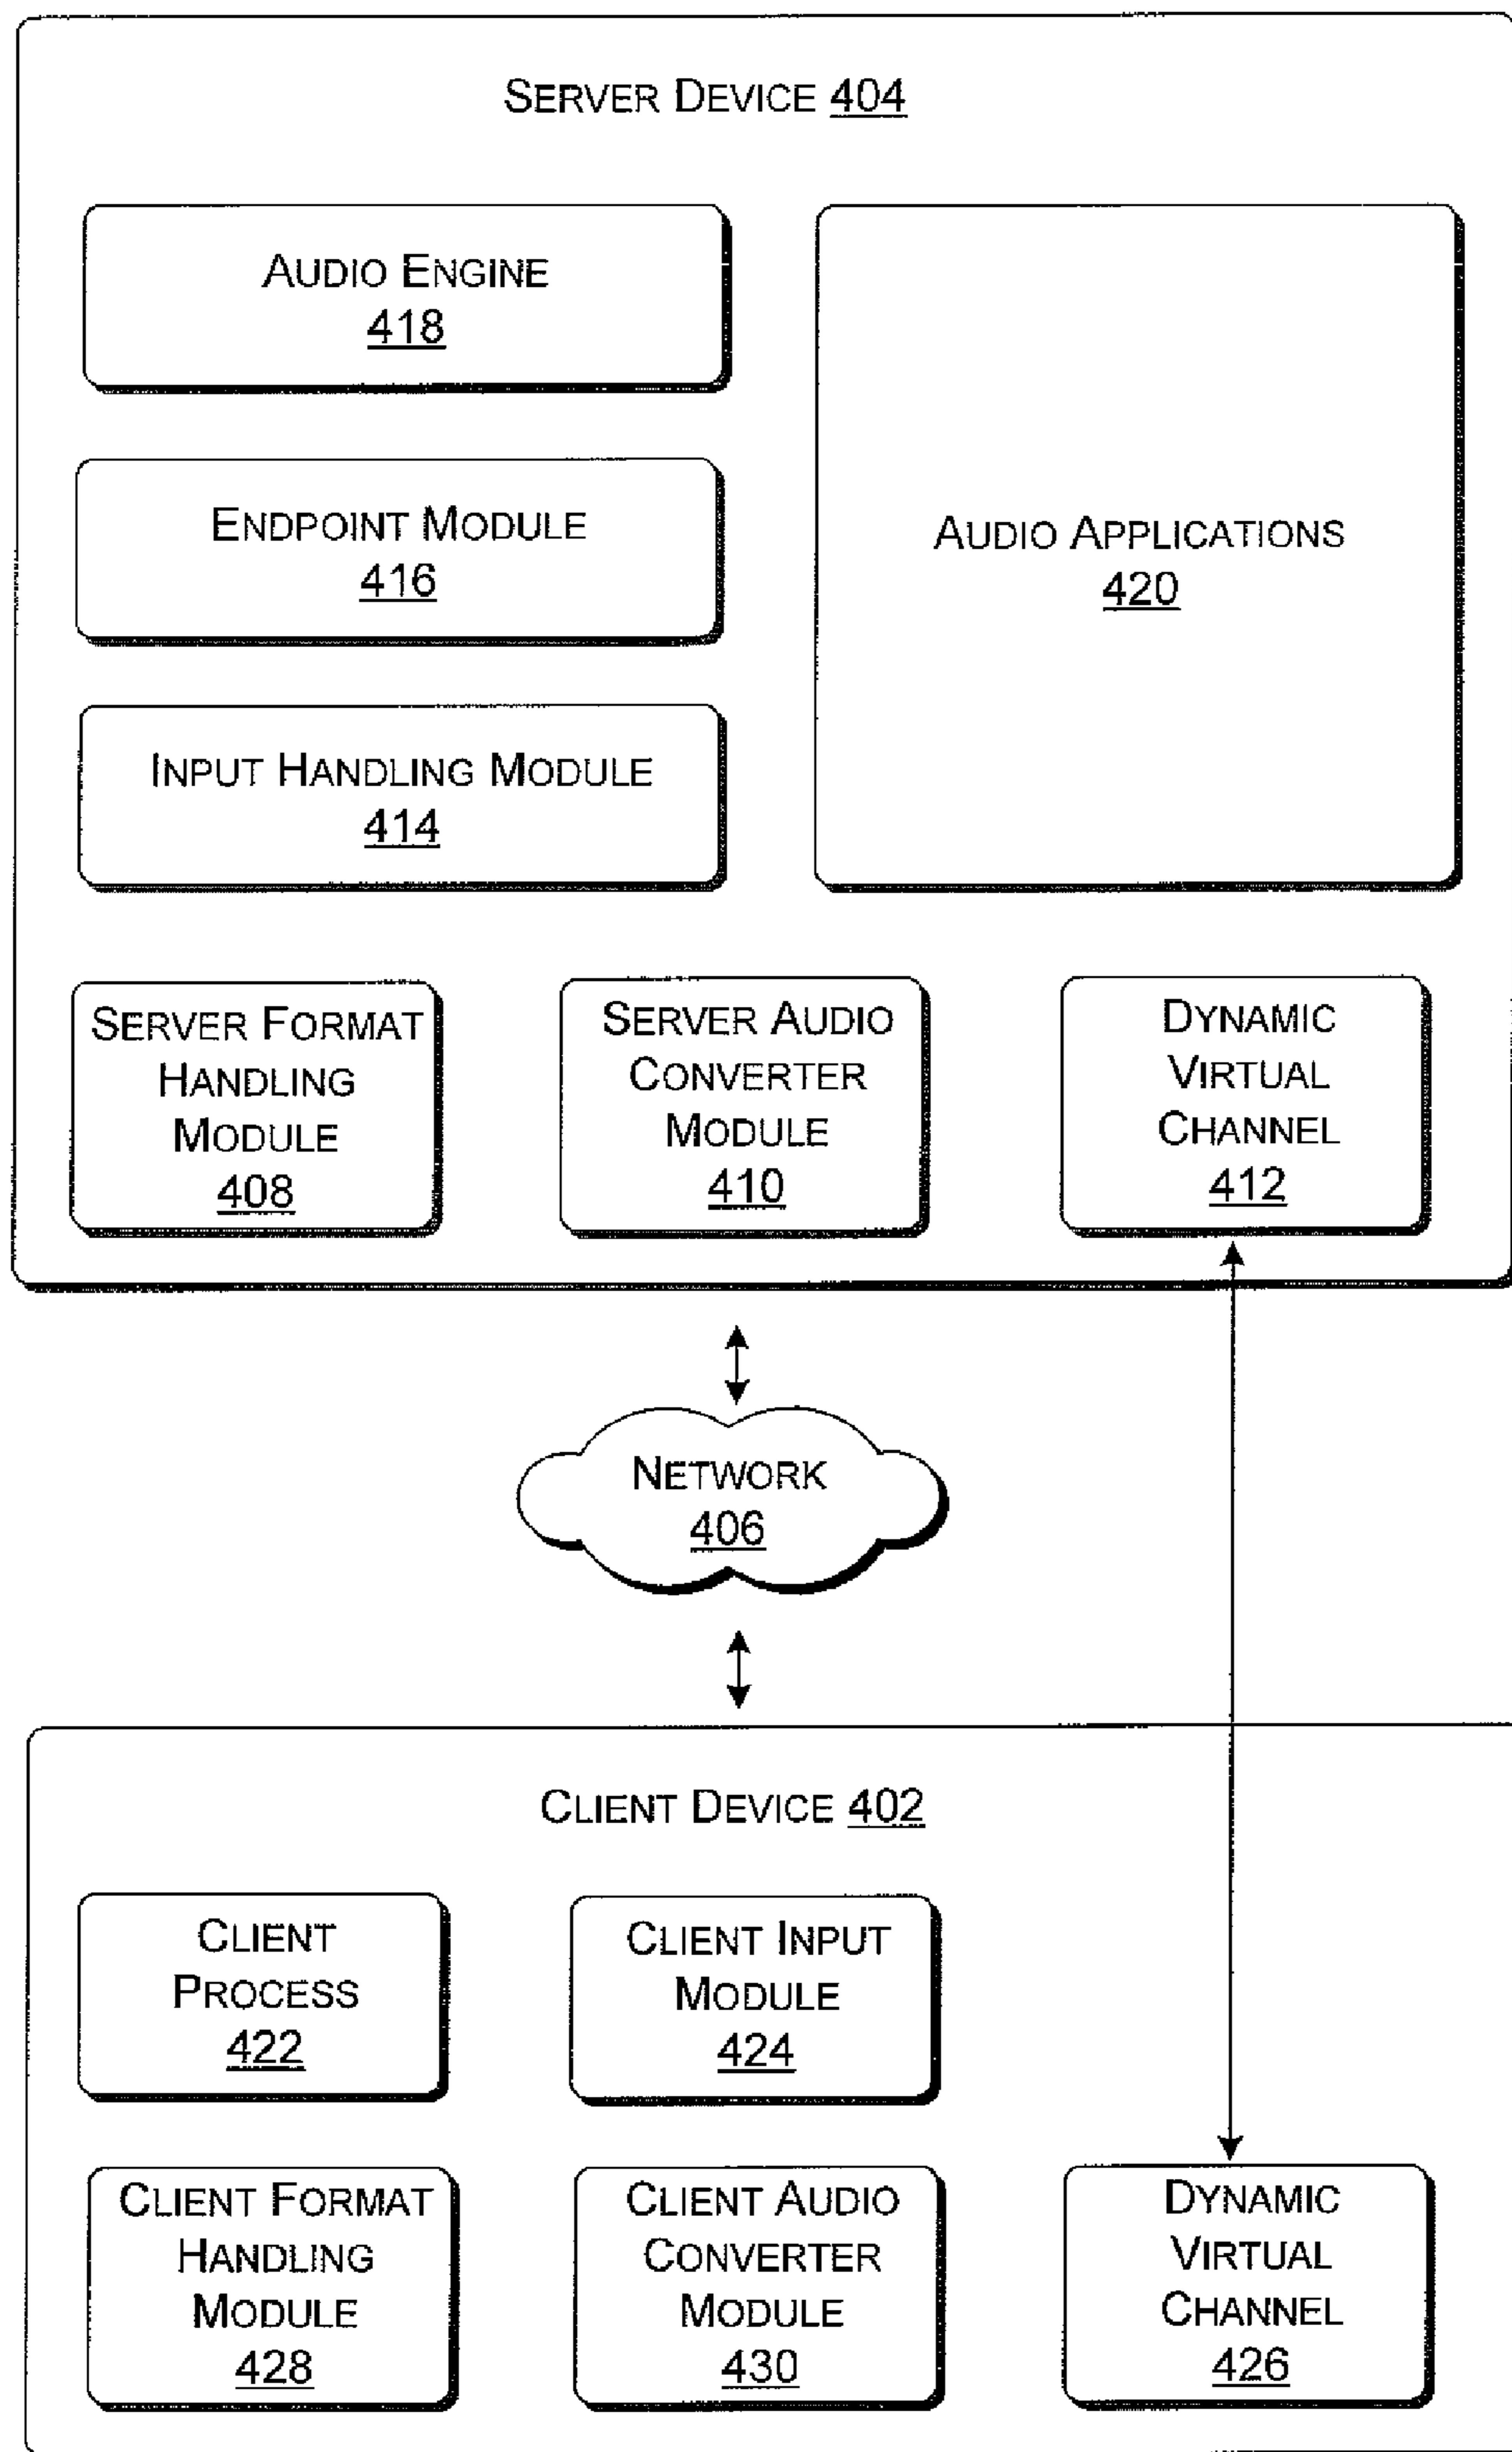 SERVER DEVICE 404
AUDIO ENGINE
418
ENDPOINT MODULE
416
INPUT HANDLING MODULE
414
AUDIO APPLICATIONS
420
SERVER FORMAT
HANDLING
MODULE
408
SERVER AUDIO
CONVERTER
MODULE
410
DYNAMIC
VIRTUAL
CHANNEL
412
NETWORK
406
CLIENT DEVICE 402
CLIENT
PROCESS
422
CLIENT INPUT
MODULE
424
CLIENT FORMAT
HANDLING
MODULE
428
CLIENT AUDIO
CONVERTER
MODULE
430
DYNAMIC
VIRTUAL
CHANNEL
426